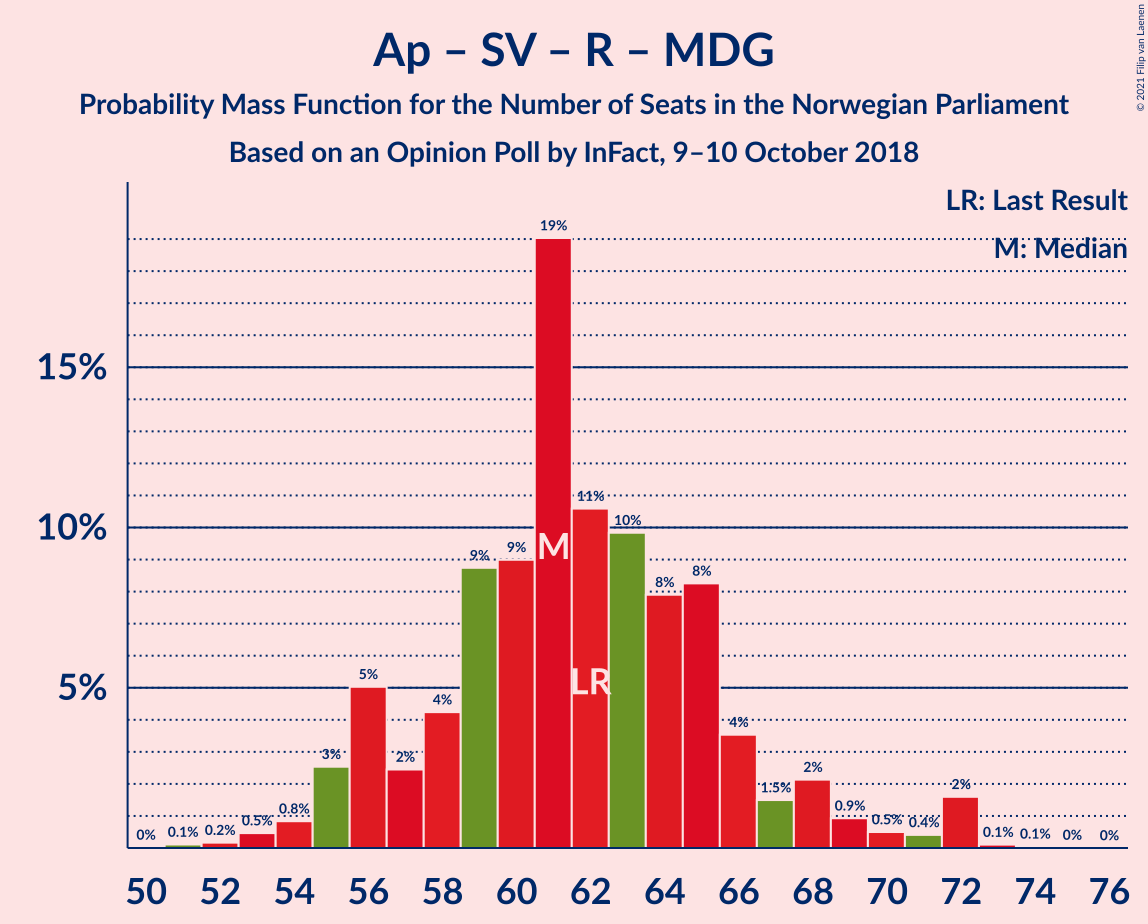 Ap – SV – R – MDG
Probability Mass Function for the Number of Seats in the Norwegian Parliament
Based on an Opinion Poll by InFact, 9–10 October 2018
© 2021 Filip van Laenen
LR: Last Result
M: Median
15%
10%
5%
0% 0.1% 0.2% 0.5% 0.8% 3% 5% 2% 4% 9% 9% 19% 11% 10% 8% 8% 4% 1.5% 2% 0.9% 0.5% 0.4% 2% 0.1% 0.1% 0% 0%
M
LR
50 52 54 56 58 60 62 64 66 68 70 72 74 76